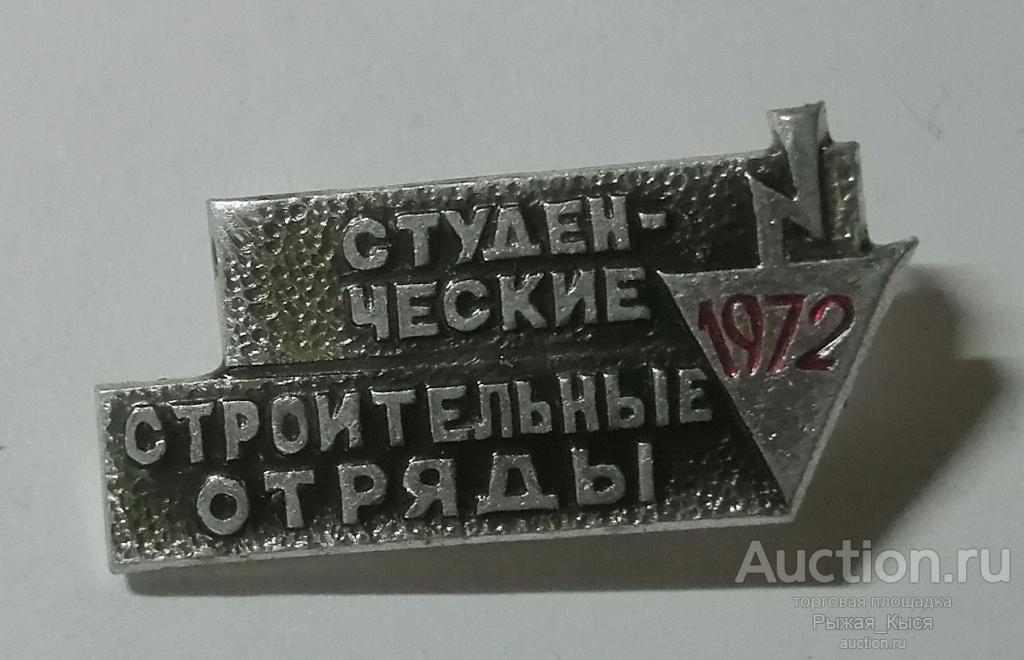 СТУДЕН-
ЧЕСКИЕ
1972
СТРОИТЕЛЬНЫЕ
ОТРЯДЫ
Auction.ru
торговая площадка
Рыжая_Кыся
auction.ru